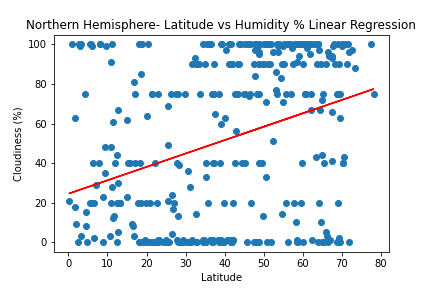 Northern Hemisphere- Latitude vs Humidity % Linear Regression
100
80
60
40
20
0
Cloudiness (%)
0 10 20 30 40 50 60 70 80
Latitude